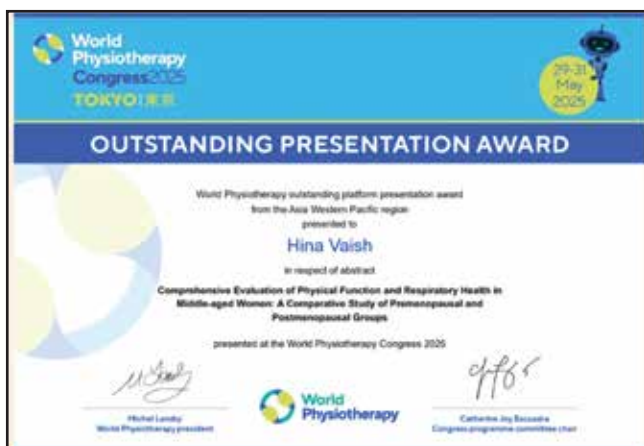 World
Physiotherapy
Congress2025
TOKYO|東京
29-31
May
2025
OUTSTANDING PRESENTATION AWARD
World Physiotherapy outstanding platform presentation award
from the Asia Western Pacific region
presented to
Hina Vaish
in respect of abstract
Comprehensive Evaluation of Physical Function and Respiratory Health in
Middle-aged Women: A Comparative Study of Premenopausal and
Postmenopausal Groups
presented at the World Physiotherapy Congress 2025
Michel Landry
World Physiotherapy president
World
Physiotherapy
Catherine Joy Escuadra
Congress programme committee chair